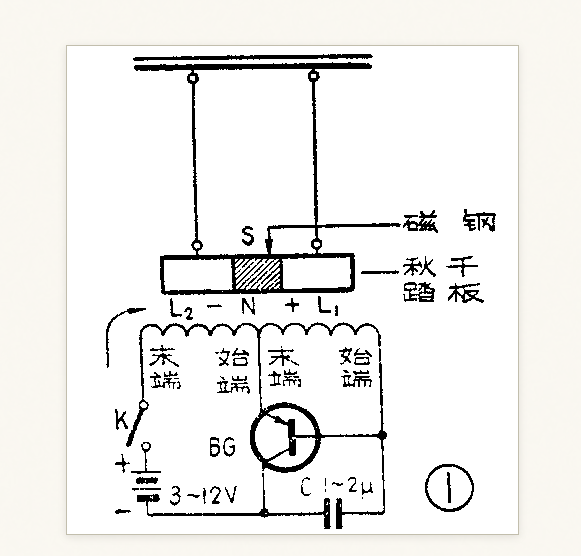 S
磁 钢
秋千
踏板
L₂ − N + L₁
末端 始端 末端 始端
K
BG
+
3~12V
C 1~2μ
−
①